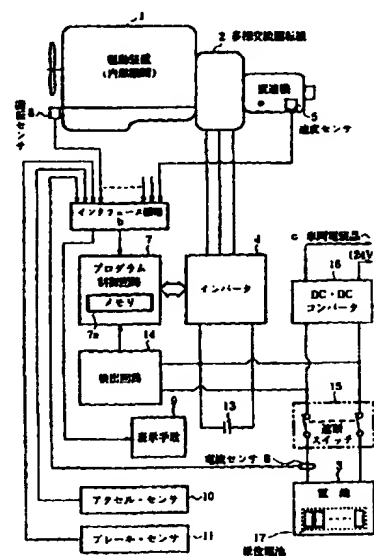 1
駆動装置
(内燃機関)
2 多相交流回転機
変速機
5
速度センサ
6
回転センサ
インタフェース回路
b
c 車両電装品へ
(24V)
7
プログラム
制御回路
メモリ
7a
4
インバータ
16
DC・DC
コンバータ
14
検出回路
13
15
遮断
スイッチ
9
表示手段
電流センサ 8
3
電池
17
アクセル・センサ
10
ブレーキ・センサ
11